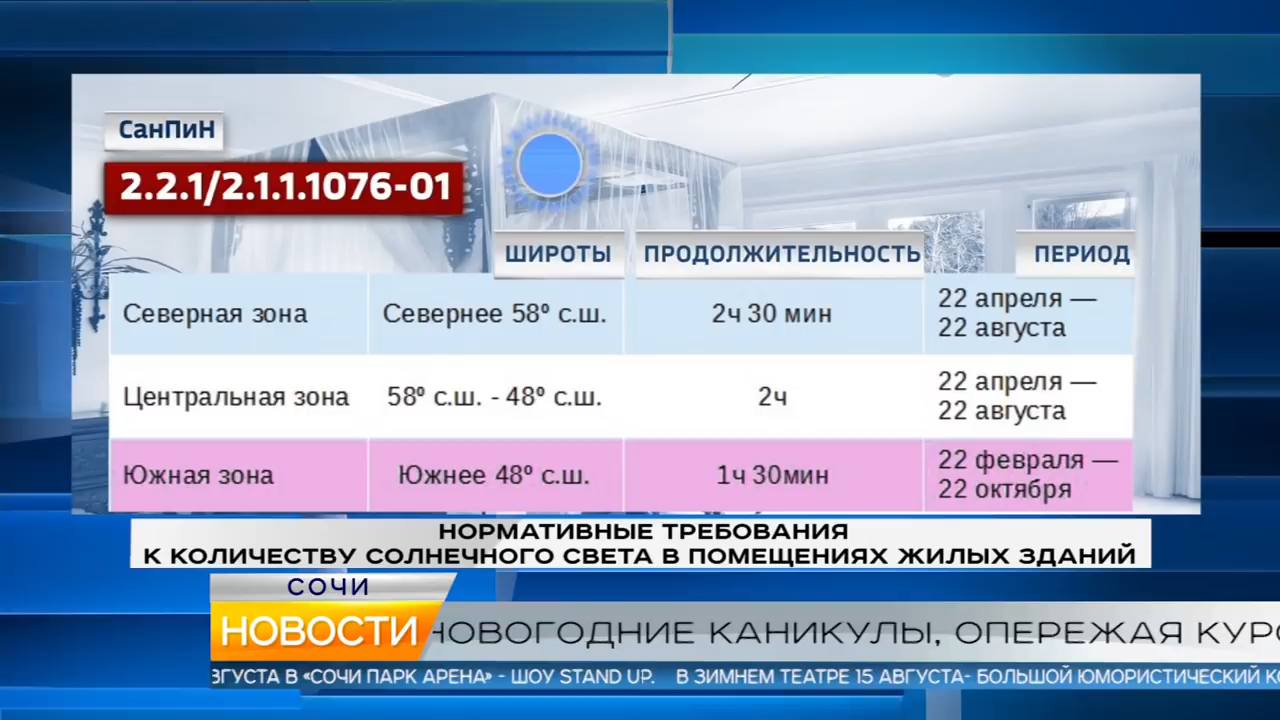 СанПиН
2.2.1/2.1.1.1076-01
ШИРОТЫ ПРОДОЛЖИТЕЛЬНОСТЬ ПЕРИОД
Северная зона Севернее 58º с.ш. 2ч 30 мин 22 апреля —
22 августа
Центральная зона 58º с.ш. - 48º с.ш. 2ч 22 апреля —
22 августа
Южная зона Южнее 48º с.ш. 1ч 30мин 22 февраля —
22 октября
НОРМАТИВНЫЕ ТРЕБОВАНИЯ
К КОЛИЧЕСТВУ СОЛНЕЧНОГО СВЕТА В ПОМЕЩЕНИЯХ ЖИЛЫХ ЗДАНИЙ
СОЧИ
НОВОСТИ
НОВОГОДНИЕ КАНИКУЛЫ, ОПЕРЕЖАЯ
В «СОЧИ ПАРК АРЕНА» - ШОУ STAND UP. В ЗИМНЕМ ТЕАТРЕ 15 АВГУСТА- БОЛЬШОЙ ЮМОРИСТИЧЕСКИЙ